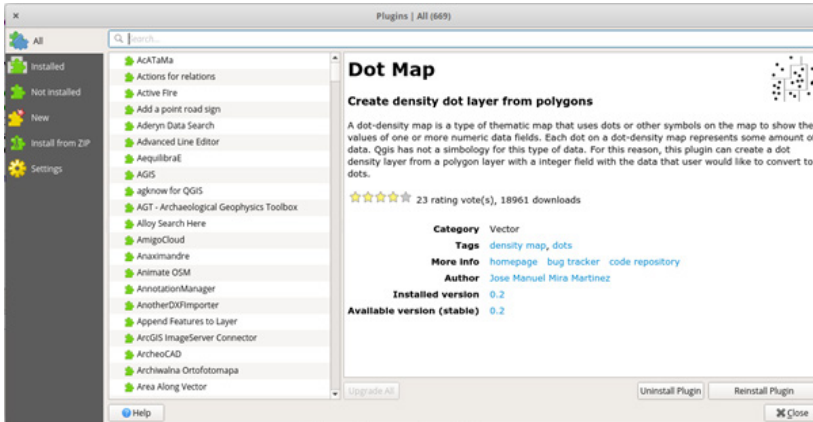 Plugins | All (669)
All
Installed
Not installed
New
Install from ZIP
Settings
Search...
AcATaMa
Actions for relations
Active Fire
Add a point road sign
Aderyn Data Search
Advanced Line Editor
AequilibraE
AGIS
agknow for QGIS
AGT - Archaeological Geophysics Toolbox
Alloy Search Here
AmigoCloud
Anaximandre
Animate OSM
AnnotationManager
AnotherDXFImporter
Append Features to Layer
ArcGIS ImageServer Connector
ArcheoCAD
Archiwalna Ortofotomapa
Area Along Vector
Dot Map
Create density dot layer from polygons
A dot-density map is a type of thematic map that uses dots or other symbols on the map to show the
values of one or more numeric data fields. Each dot on a dot-density map represents some amount of
data. Qgis has not a simbology for this type of data. For this reason, this plugin can create a dot
density layer from a polygon layer with a integer field with the data that user would like to convert to
dots.
23 rating vote(s), 18961 downloads
Category Vector
Tags density map, dots
More info homepage bug tracker code repository
Author Jose Manuel Mira Martinez
Installed version 0.2
Available version (stable) 0.2
Upgrade All
Uninstall Plugin
Reinstall Plugin
Help
Close